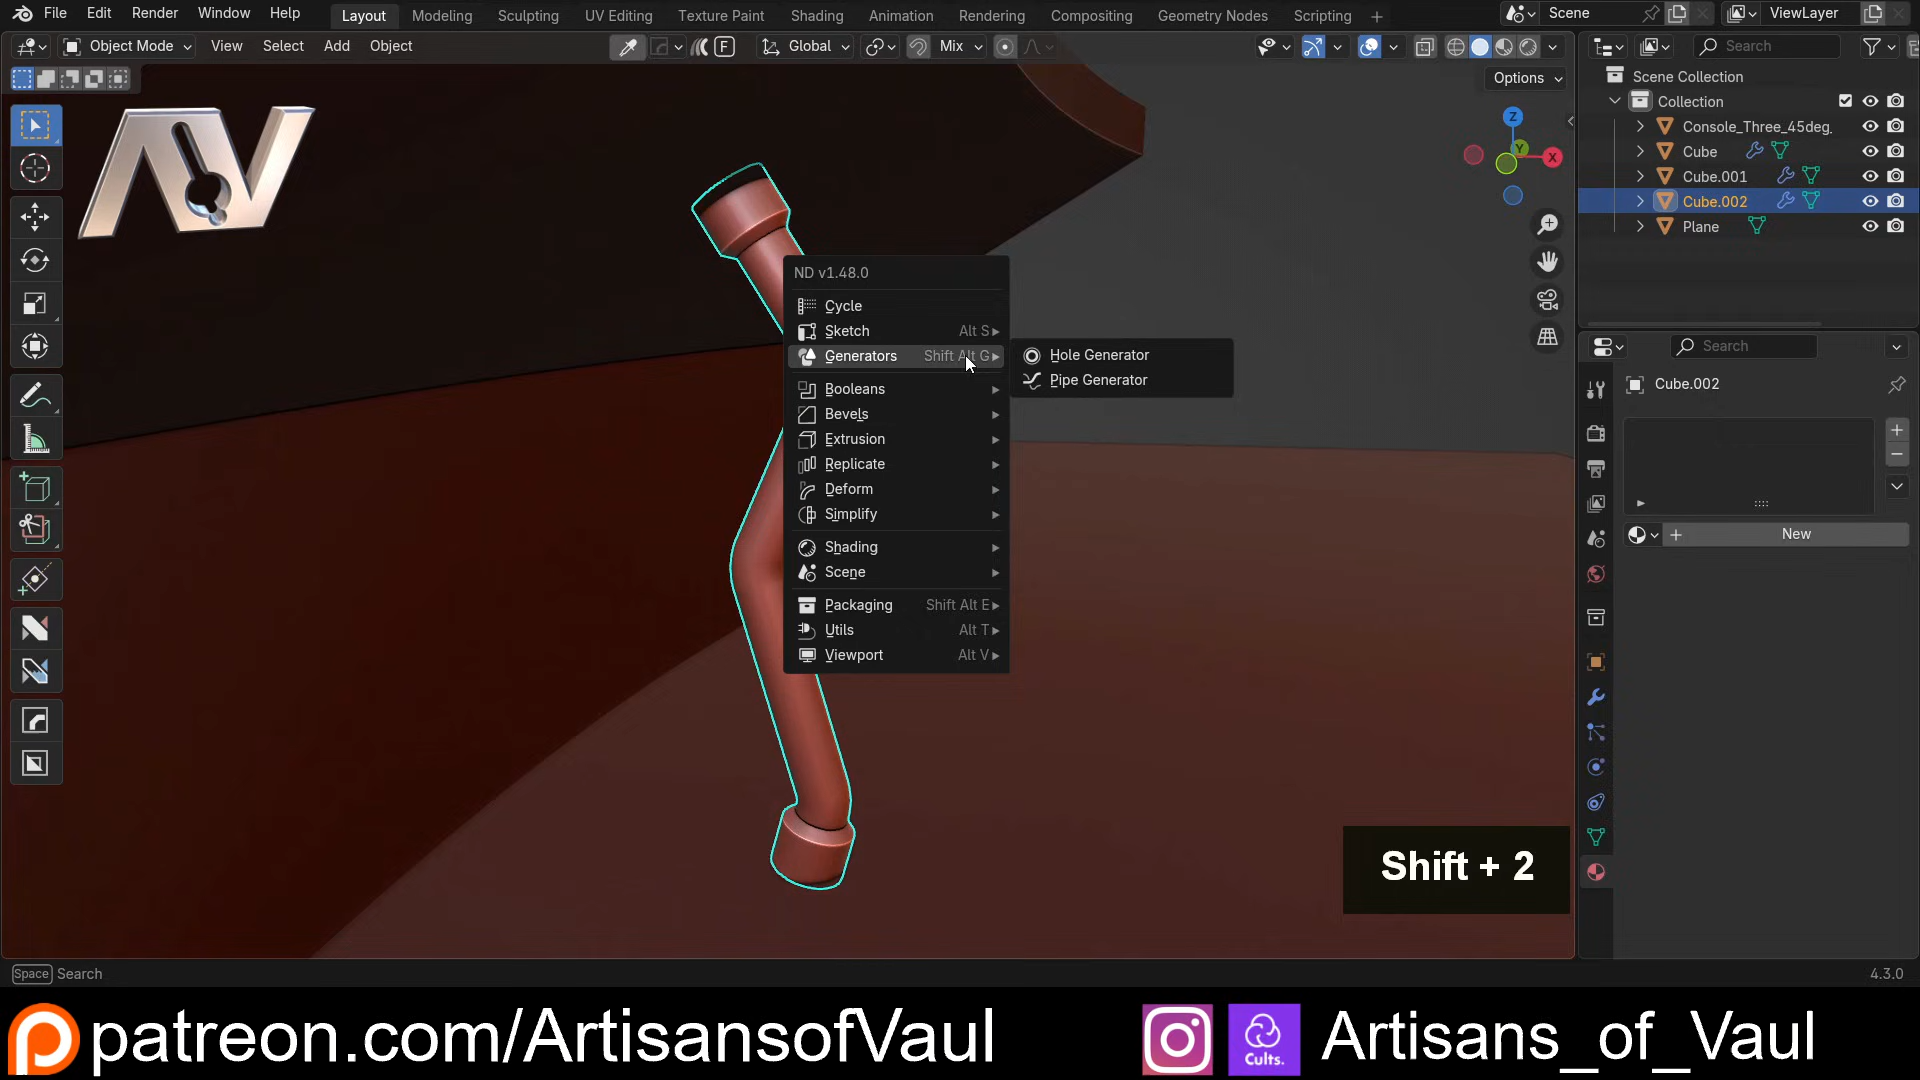 File Edit Render Window Help Layout Modeling Sculpting UV Editing Texture Paint Shading Animation Rendering Compositing Geometry Nodes Scripting + Scene ViewLayer
Object Mode View Select Add Object F Global Mix Search
Options
Scene Collection
Collection
Console_Three_45deg.
Cube
Cube.001
Cube.002
Plane
Z
Y
X
AV
ND v1.48.0
Cycle
Sketch Alt S
Generators Shift Alt G
Hole Generator
Pipe Generator
Booleans
Bevels
Extrusion
Replicate
Deform
Simplify
Shading
Scene
Packaging Shift Alt E
Utils Alt T
Viewport Alt V
Search
Cube.002
New
Shift + 2
Space Search
4.3.0
patreon.com/ArtisansofVaul
Cults.
Artisans_of_Vaul